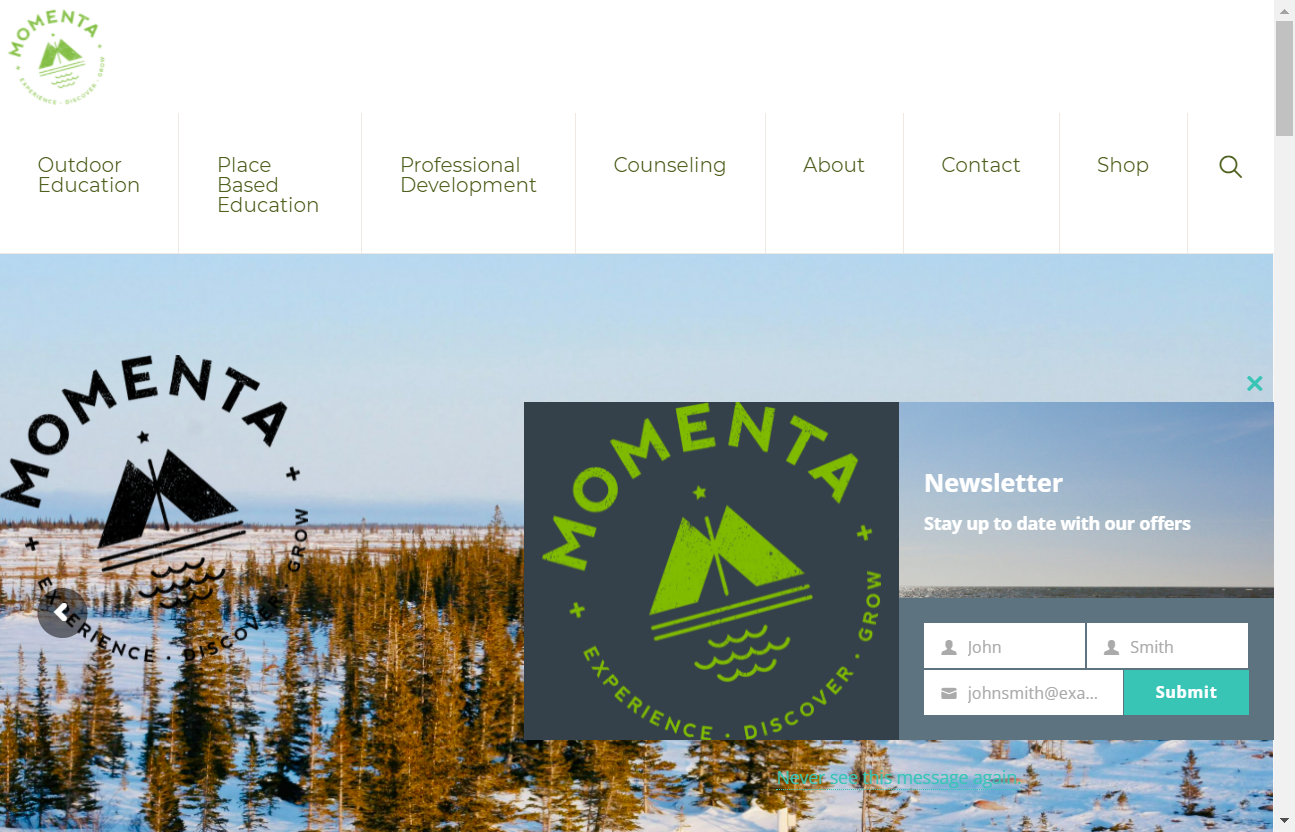 MOMENTA
EXPERIENCE · DISCOVER · GROW
Outdoor
Education
Place
Based
Education
Professional
Development
Counseling
About
Contact
Shop
MOMENTA
EXPERIENCE · DISCOVER · GROW
MOMENTA
EXPERIENCE · DISCOVER · GROW
Newsletter
Stay up to date with our offers
John
Smith
johnsmith@exa...
Submit
Never see this message again.